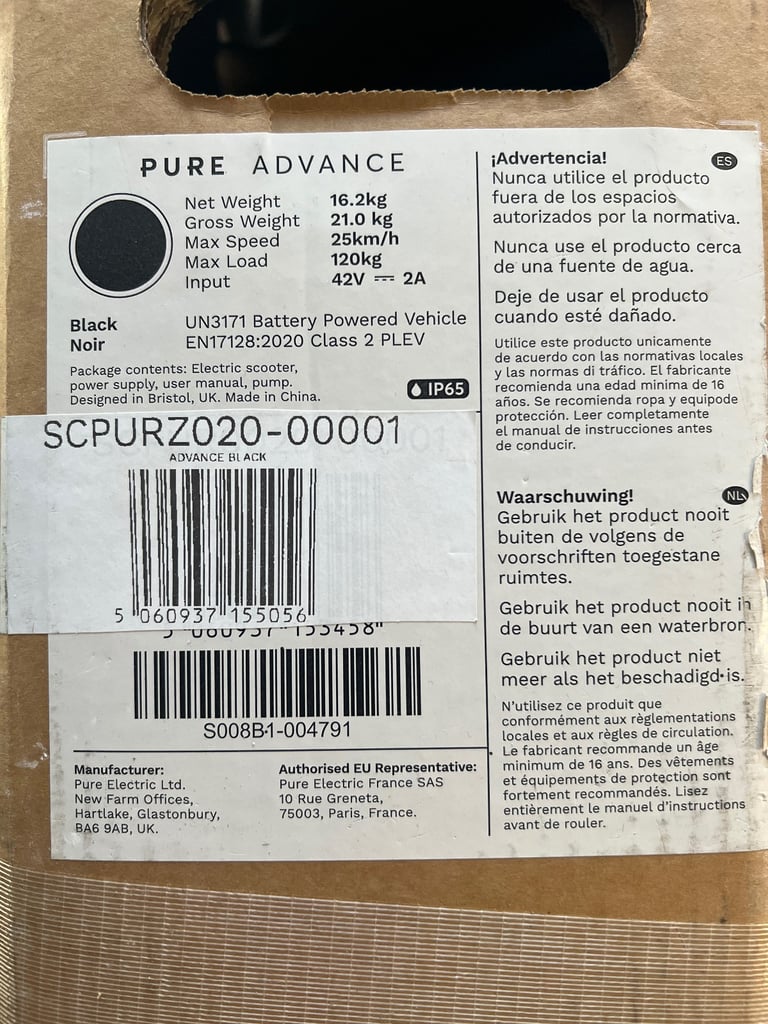 PURE ADVANCE
Net Weight 16.2kg
Gross Weight 21.0 kg
Max Speed 25km/h
Max Load 120kg
Input 42V 2A
Black UN3171 Battery Powered Vehicle
Noir EN17128:2020 Class 2 PLEV
Package contents: Electric scooter,
power supply, user manual, pump.
Designed in Bristol, UK. Made in China.
IP65
SCPURZ020-00001
ADVANCE BLACK
5 060937 155056
S008B1-004791
Manufacturer:
Pure Electric Ltd.
New Farm Offices,
Hartlake, Glastonbury,
BA6 9AB, UK.
Authorised EU Representative:
Pure Electric France SAS
10 Rue Greneta,
75003, Paris, France.
¡Advertencia! ES
Nunca utilice el producto
fuera de los espacios
autorizados por la normativa.
Nunca use el producto cerca
de una fuente de agua.
Deje de usar el producto
cuando esté dañado.
Utilice este producto unicamente
de acuerdo con las normativas locales
y las normas di tráfico. El fabricante
recomienda una edad minima de 16
años. Se recomienda ropa y equipode
protección. Leer completamente
el manual de instrucciones antes
de conducir.
Waarschuwing! NL
Gebruik het product nooit
buiten de volgens de
voorschriften toegestane
ruimtes.
Gebruik het product nooit in
de buurt van een waterbron.
Gebruik het product niet
meer als het beschadigd is.
N'utilisez ce produit que
conformément aux règlementations
locales et aux règles de circulation.
Le fabricant recommande un âge
minimum de 16 ans. Des vêtements
et équipements de protection sont
fortement recommandés. Lisez
entièrement le manuel d'instructions
avant de rouler.